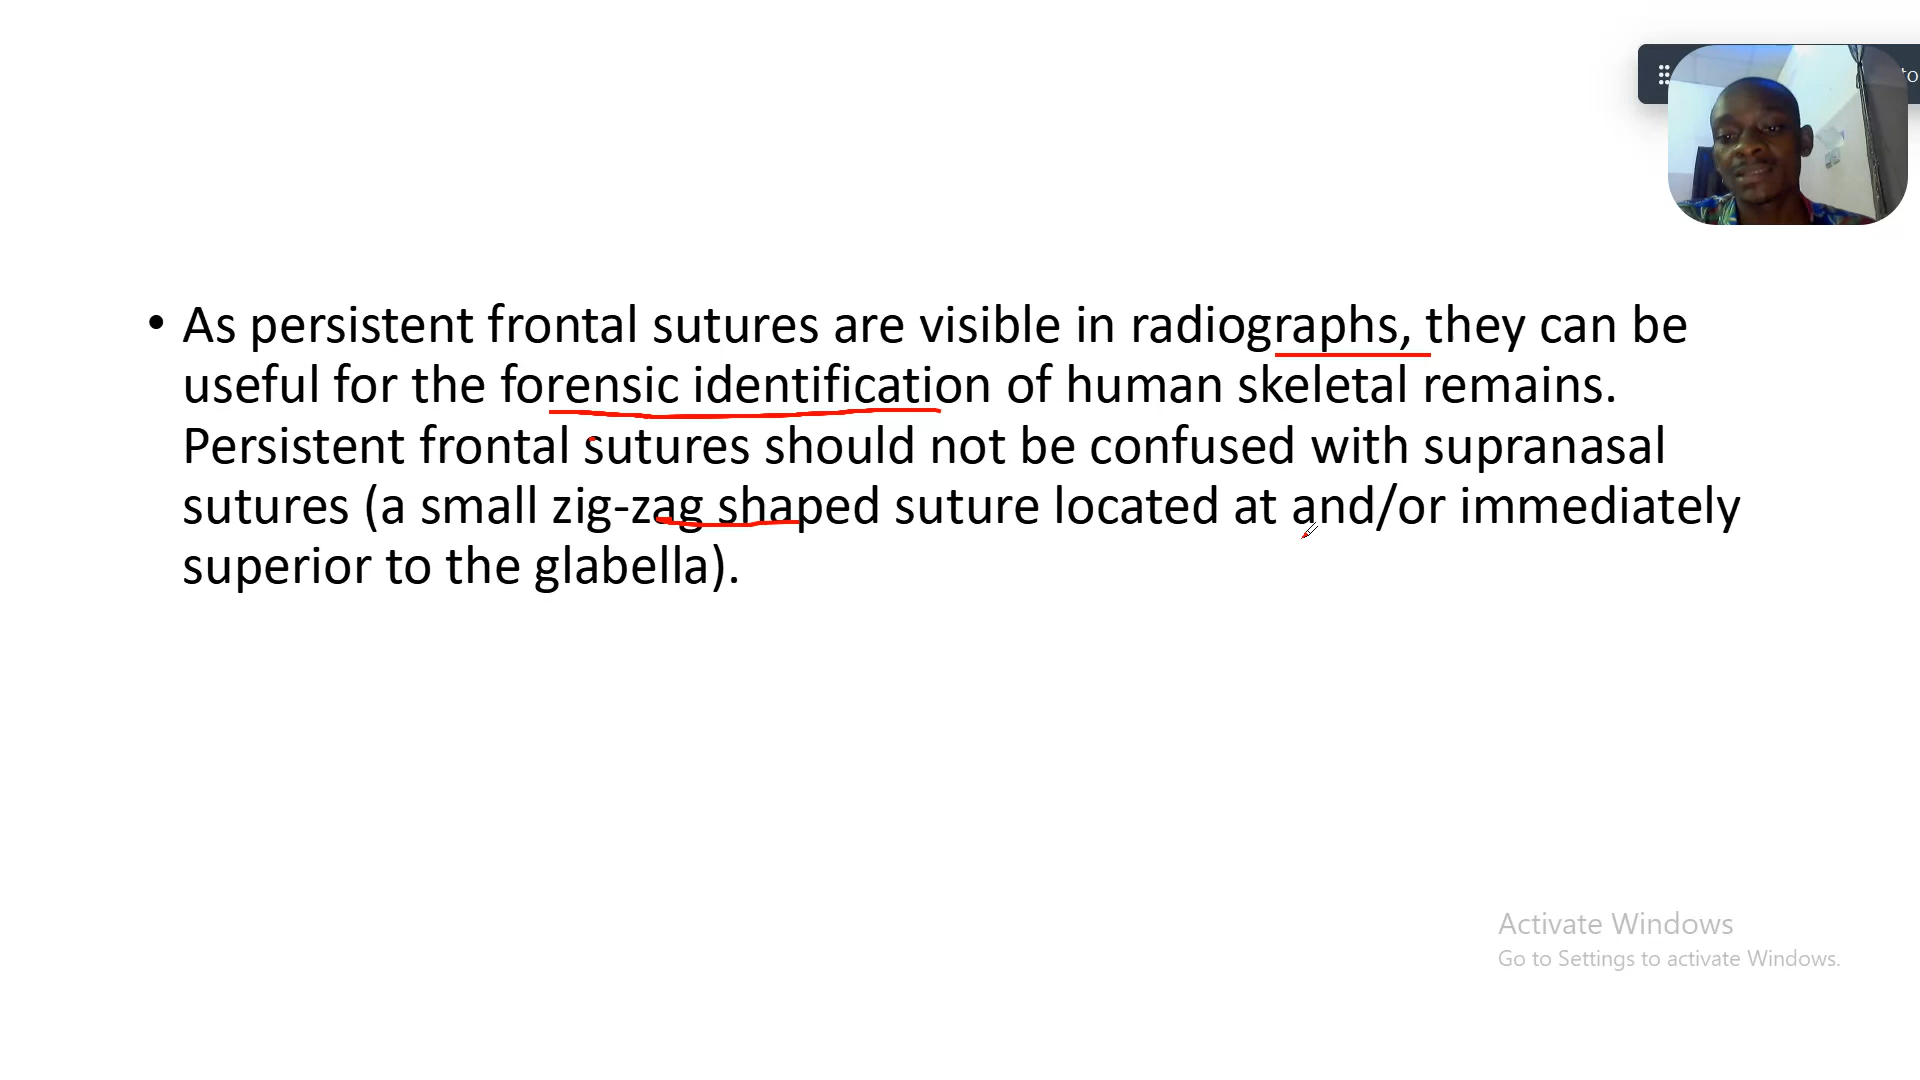 to
• As persistent frontal sutures are visible in radiographs, they can be
useful for the forensic identification of human skeletal remains.
Persistent frontal sutures should not be confused with supranasal
sutures (a small zig-zag shaped suture located at and/or immediately
superior to the glabella).
Activate Windows
Go to Settings to activate Windows.